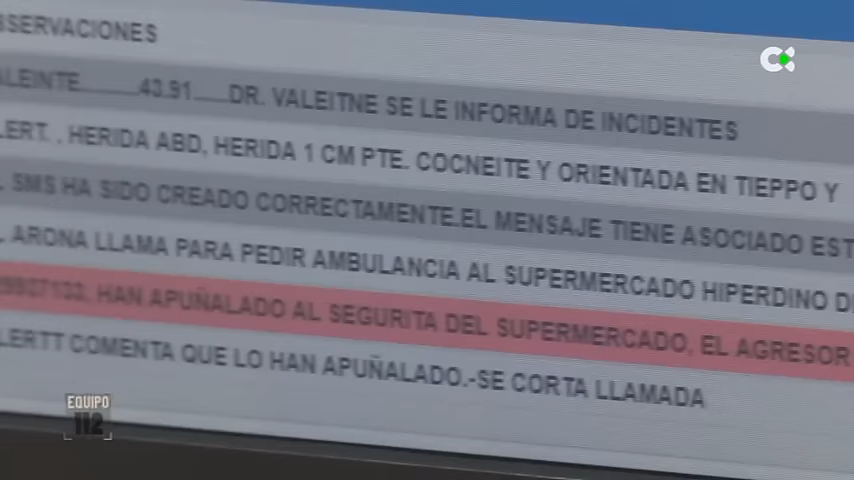 BSERVACIONES
ALEINTE..........43.91......DR. VALEITNE SE LE INFORMA DE INCIDENTES
LERT. , HERIDA ABD, HERIDA 1 CM PTE. COCNEITE Y ORIENTADA EN TIEPPO Y
. SMS HA SIDO CREADO CORRECTAMENTE.EL MENSAJE TIENE ASOCIADO EST
. ARONA LLAMA PARA PEDIR AMBULANCIA AL SUPERMERCADO HIPERDINO D
HAN APUÑALADO AL SEGURITA DEL SUPERMERCADO, EL AGRESOR
LERTT COMENTA QUE LO HAN APUÑALADO.-SE CORTA LLAMADA
EQUIPO
112